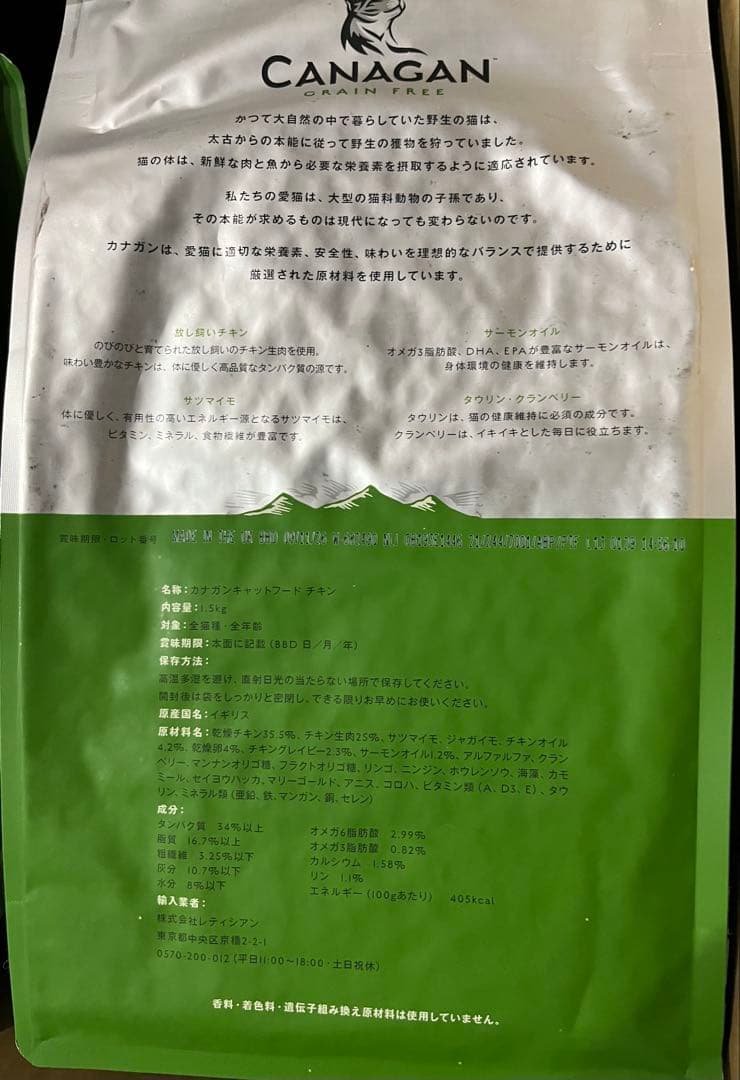 CANAGAN
GRAIN FREE
かつて大自然の中で暮らしていた野生の猫は、
太古からの本能に従って野生の獲物を狩っていました。
猫の体は、新鮮な肉と魚から必要な栄養素を摂取するように適応されています。
私たちの愛猫は、大型の猫科動物の子孫であり、
その本能が求めるものは現代になっても変わらないのです。
カナガンは、愛猫に適切な栄養素、安全性、味わいを理想的なバランスで提供するために
厳選された原材料を使用しています。
放し飼いチキン
のびのびと育てられた放し飼いのチキン生肉を使用。
味わい豊かなチキンは、体に優しく高品質なタンパク質の源です。
サーモンオイル
オメガ3脂肪酸、DHA、EPAが豊富なサーモンオイルは、
身体環境の健康を維持します。
サツマイモ
体に優しく、有用性の高いエネルギー源となるサツマイモは、
ビタミン、ミネラル、食物繊維が豊富です。
タウリン・クランベリー
タウリンは、猫の健康維持に必須の成分です。
クランベリーは、イキイキとした毎日に役立ちます。
賞味期限・ロット番号 MADE IN THE UK BBD
名称：カナガンキャットフード チキン
内容量：1.5kg
対象：全猫種・全年齢
賞味期限：本面に記載（BBD 日／月／年）
保存方法：
高温多湿を避け、直射日光の当たらない場所で保存してください。
開封後は袋をしっかりと密閉し、できる限りお早めにお使いください。
原産国名：イギリス
原材料名：乾燥チキン35.5％、チキン生肉25％、サツマイモ、ジャガイモ、チキンオイル
4.2％、乾燥卵4％、チキングレイビー2.3％、サーモンオイル1.2％、アルファルファ、クラン
ベリー、マンナンオリゴ糖、フラクトオリゴ糖、リンゴ、ニンジン、ホウレンソウ、海藻、カモ
ミール、セイヨウハッカ、マリーゴールド、アニス、コロハ、ビタミン類（A、D3、E）、タウ
リン、ミネラル類（亜鉛、鉄、マンガン、銅、セレン）
成分：
タンパク質 34％以上
脂質 16.7％以上
粗繊維 3.25％以下
灰分 10.7％以下
水分 8％以下
オメガ6脂肪酸 2.99％
オメガ3脂肪酸 0.82％
カルシウム 1.58％
リン 1.1％
エネルギー（100gあたり） 405kcal
輸入業者：
株式会社レティシアン
東京都中央区京橋2-2-1
0570-200-012（平日11:00～18:00・土日祝休）
香料・着色料・遺伝子組み換え原材料は使用していません。